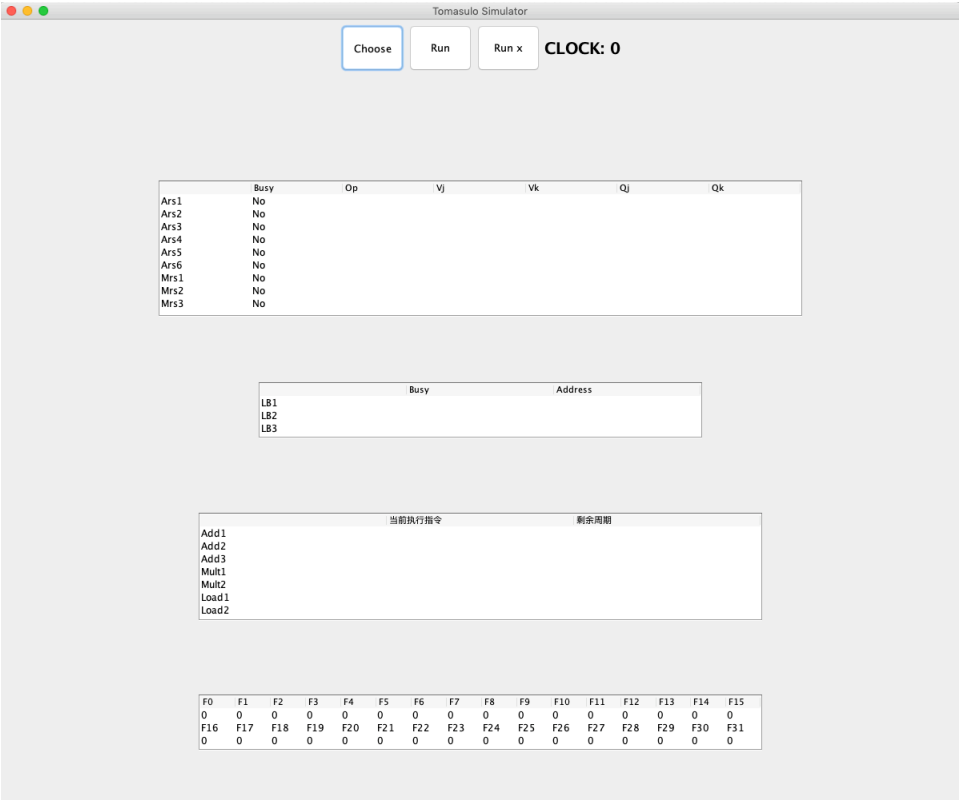 Tomasulo Simulator
Choose Run Run x CLOCK: 0
Busy Op Vj Vk Qj Qk
Ars1 No
Ars2 No
Ars3 No
Ars4 No
Ars5 No
Ars6 No
Mrs1 No
Mrs2 No
Mrs3 No
Busy Address
LB1
LB2
LB3
当前执行指令 剩余周期
Add1
Add2
Add3
Mult1
Mult2
Load1
Load2
F0 F1 F2 F3 F4 F5 F6 F7 F8 F9 F10 F11 F12 F13 F14 F15
0 0 0 0 0 0 0 0 0 0 0 0 0 0 0 0
F16 F17 F18 F19 F20 F21 F22 F23 F24 F25 F26 F27 F28 F29 F30 F31
0 0 0 0 0 0 0 0 0 0 0 0 0 0 0 0